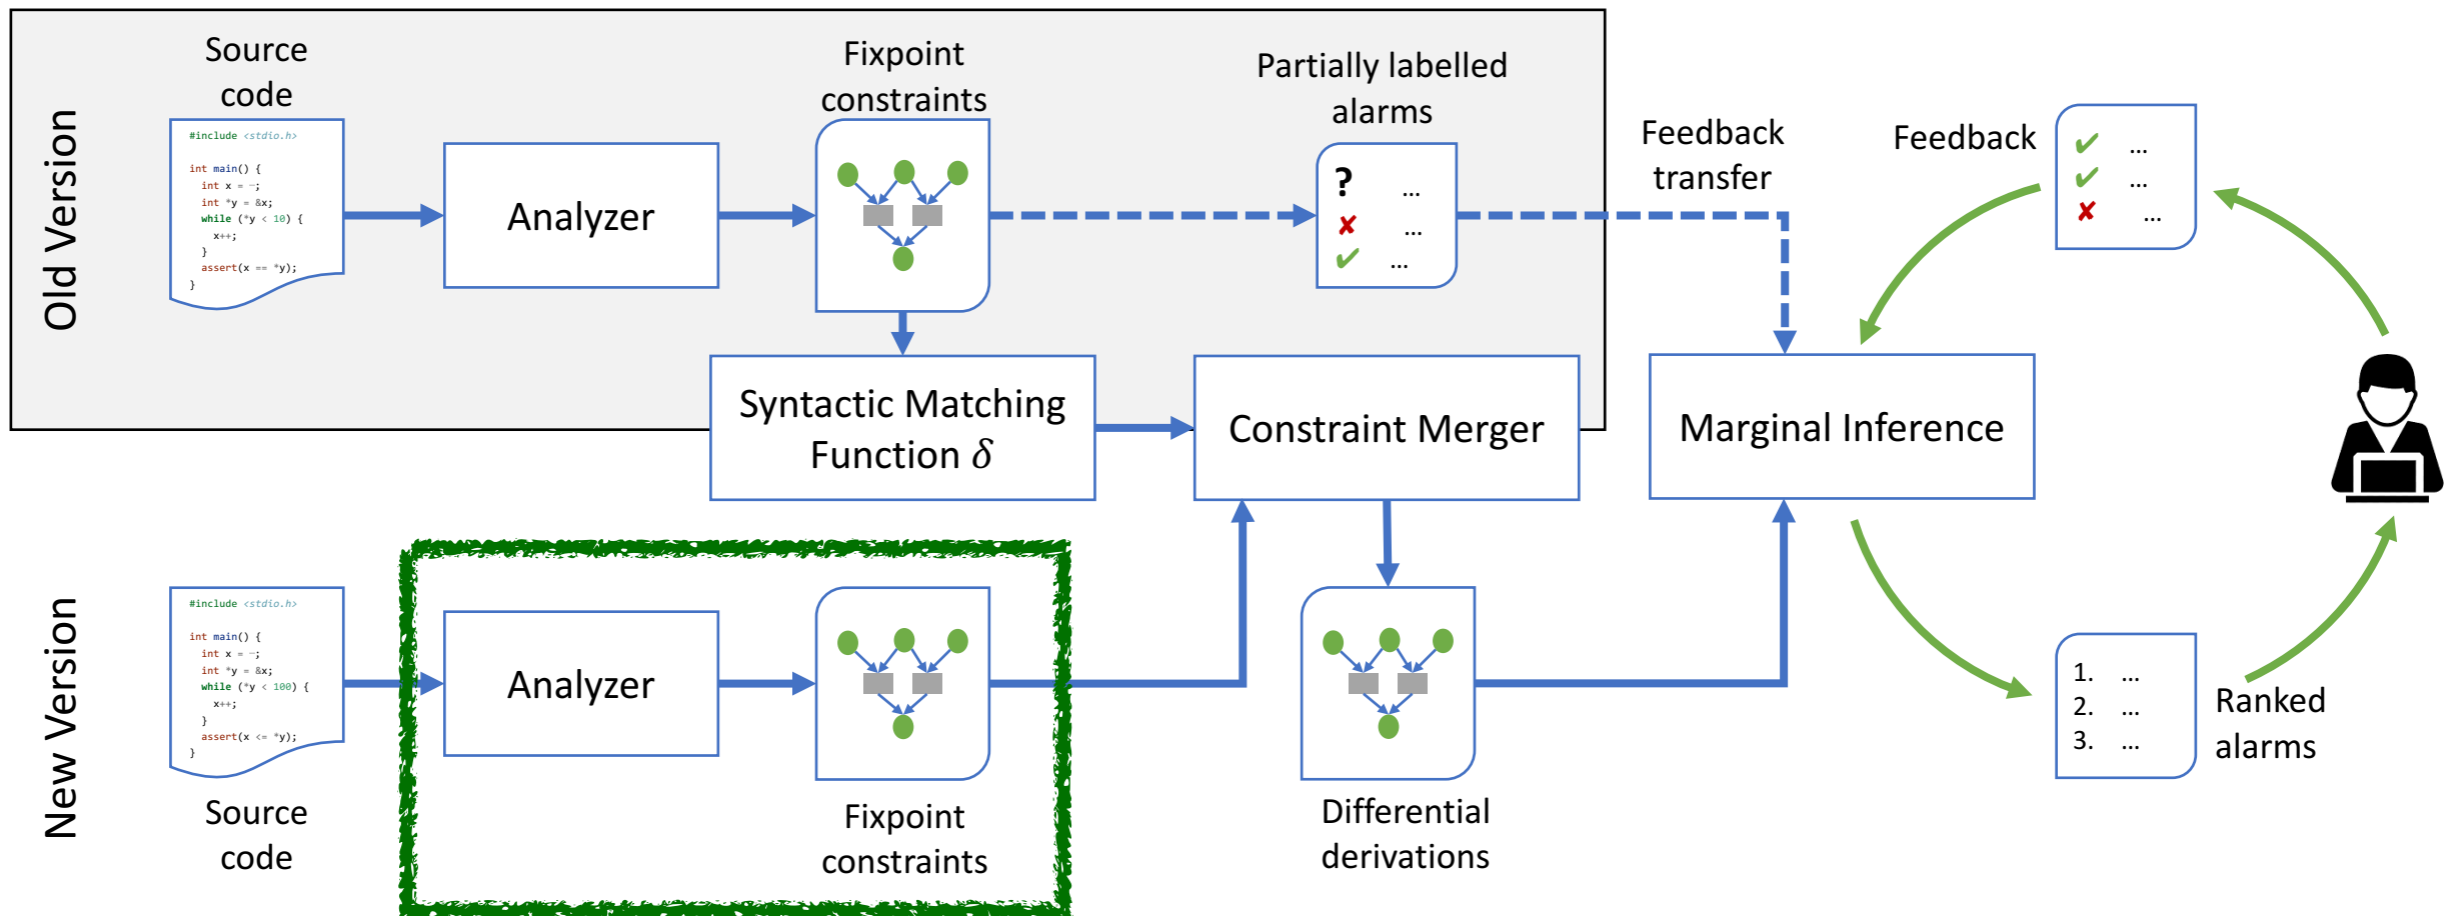 Old Version
Source
code
#include <stdio.h>
int main() {
int x = ~;
int *y = &x;
while (*y < 10) {
x++;
}
assert(x == *y);
}
Analyzer
Fixpoint
constraints
Partially labelled
alarms
? ...
✘ ...
✔ ...
Feedback
transfer
Feedback
✔ ...
✔ ...
✘ ...
Syntactic Matching
Function δ
Constraint Merger
Marginal Inference
New Version
#include <stdio.h>
int main() {
int x = ~;
int *y = &x;
while (*y < 100) {
x++;
}
assert(x <= *y);
}
Source
code
Analyzer
Fixpoint
constraints
Differential
derivations
1. ...
2. ...
3. ...
Ranked
alarms